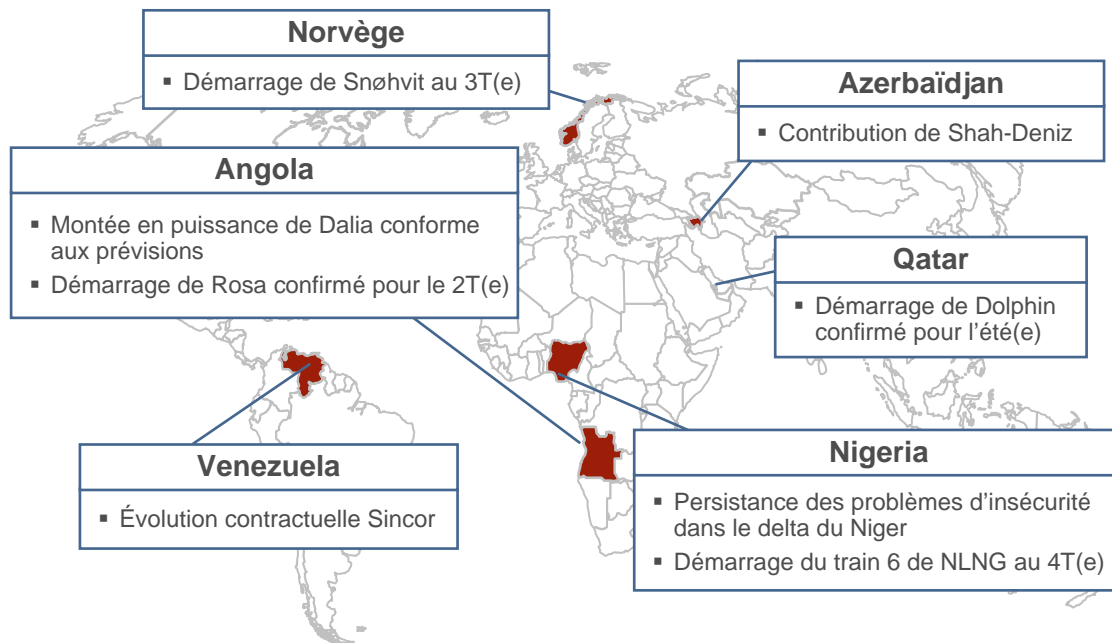 Norvège
▪ Démarrage de Snøhvit au 3T(e)
Azerbaïdjan
▪ Contribution de Shah-Deniz
Angola
▪ Montée en puissance de Dalia conforme
aux prévisions
▪ Démarrage de Rosa confirmé pour le 2T(e)
Qatar
▪ Démarrage de Dolphin
confirmé pour l’été(e)
Venezuela
▪ Évolution contractuelle Sincor
Nigeria
▪ Persistance des problèmes d’insécurité
dans le delta du Niger
▪ Démarrage du train 6 de NLNG au 4T(e)